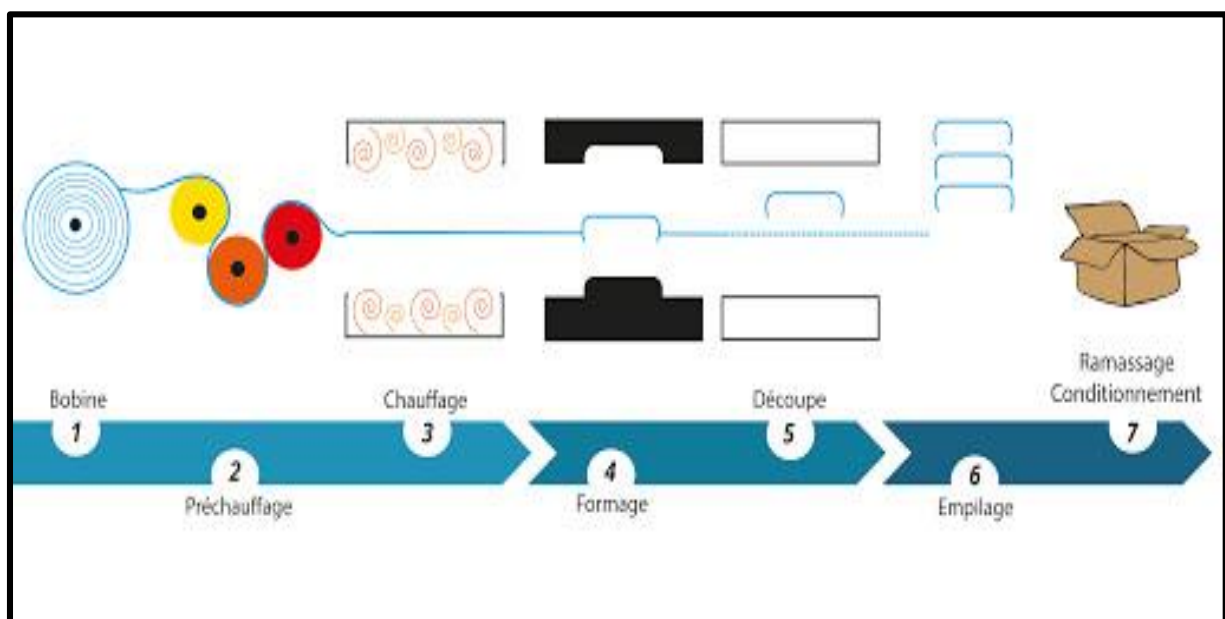 Bobine
1
2
Préchauffage
Chauffage
3
4
Formage
Découpe
5
6
Empilage
Ramassage
Conditionnement
7